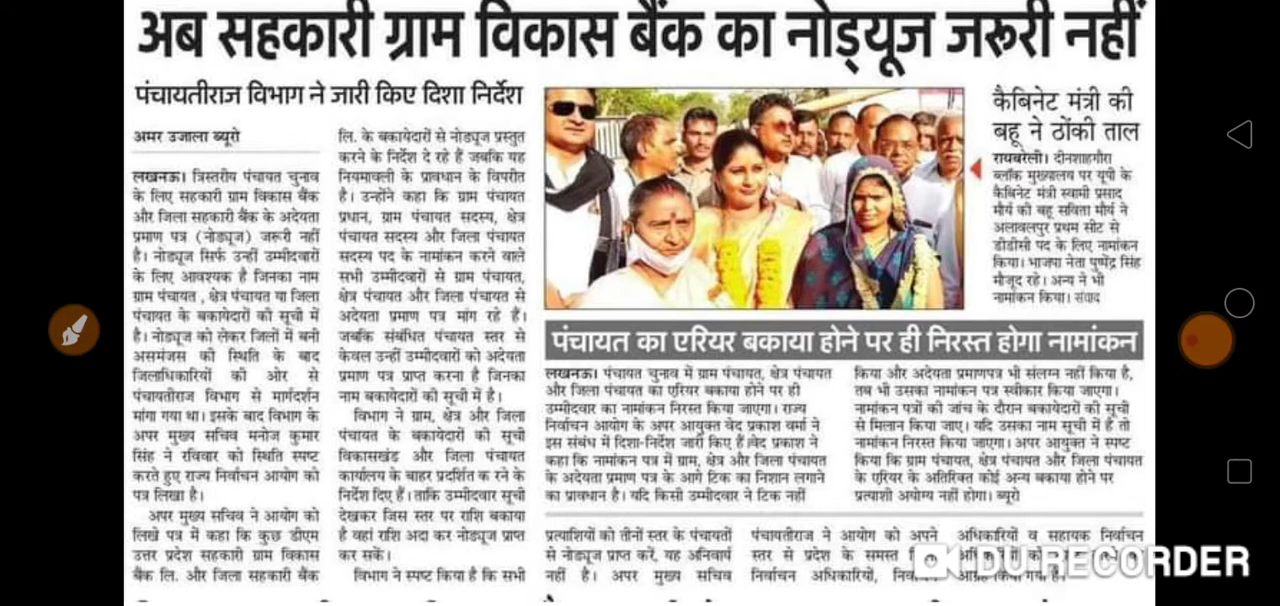 अब सहकारी ग्राम विकास बैंक का नोड्यूज जरूरी नहीं
पंचायतीराज विभाग ने जारी किए दिशा निर्देश
अमर उजाला ब्यूरो
लखनऊ। त्रिस्तरीय पंचायत चुनाव
के लिए सहकारी ग्राम विकास बैंक
और जिला सहकारी बैंक के अदेयता
प्रमाण पत्र (नोड्यूज) जरूरी नहीं
है। नोड्यूज सिर्फ उन्हीं उम्मीदवारों
के लिए आवश्यक है जिनका नाम
ग्राम पंचायत , क्षेत्र पंचायत या जिला
पंचायत के बकायेदारों की सूची में
है। नोड्यूज को लेकर जिलों में बनी
असमंजस की स्थिति के बाद
जिलाधिकारियों की ओर से
पंचायतीराज विभाग से मार्गदर्शन
मांगा गया था। इसके बाद विभाग के
अपर मुख्य सचिव मनोज कुमार
सिंह ने रविवार को स्थिति स्पष्ट
करते हुए राज्य निर्वाचन आयोग को
पत्र लिखा है।
अपर मुख्य सचिव ने आयोग को
लिखे पत्र में कहा कि कुछ डीएम
उत्तर प्रदेश सहकारी ग्राम विकास
बैंक लि. और जिला सहकारी बैंक
लि. के बकायेदारों से नोड्यूज प्रस्तुत
करने के निर्देश दे रहे हैं जबकि यह
नियमावली के प्रावधान के विपरीत
है। उन्होंने कहा कि ग्राम पंचायत
प्रधान, ग्राम पंचायत सदस्य, क्षेत्र
पंचायत सदस्य और जिला पंचायत
सदस्य पद के नामांकन करने वाले
सभी उम्मीदवारों से ग्राम पंचायत,
क्षेत्र पंचायत और जिला पंचायत से
अदेयता प्रमाण पत्र मांग रहे हैं।
जबकि संबंधित पंचायत स्तर से
केवल उन्हीं उम्मीदवारों को अदेयता
प्रमाण पत्र प्राप्त करना है जिनका
नाम बकायेदारों की सूची में है।
विभाग ने ग्राम, क्षेत्र और जिला
पंचायत के बकायेदारों की सूची
विकासखंड और जिला पंचायत
कार्यालय के बाहर प्रदर्शित क रने के
निर्देश दिए हैं। ताकि उम्मीदवार सूची
देखकर जिस स्तर पर राशि बकाया
है वहां राशि अदा कर नोड्यूज प्राप्त
कर सकें।
विभाग ने स्पष्ट किया है कि सभी
कैबिनेट मंत्री की
बहू ने ठोंकी ताल
रायबरेली। दीनशाहगौरा
ब्लॉक मुख्यालय पर यूपी के
कैबिनेट मंत्री स्वामी प्रसाद
मौर्य की बहू सविता मौर्य ने
अलावलपुर प्रथम सीट से
डीडीसी पद के लिए नामांकन
किया। भाजपा नेता पुष्पेंद्र सिंह
मौजूद रहे। अन्य ने भी
नामांकन किया। संवाद
पंचायत का एरियर बकाया होने पर ही निरस्त होगा नामांकन
लखनऊ। पंचायत चुनाव में ग्राम पंचायत, क्षेत्र पंचायत
और जिला पंचायत का एरियर बकाया होने पर ही
उम्मीदवार का नामांकन निरस्त किया जाएगा। राज्य
निर्वाचन आयोग के अपर आयुक्त वेद प्रकाश वर्मा ने
इस संबंध में दिशा-निर्देश जारी किए हैं।वेद प्रकाश ने
कहा कि नामांकन पत्र में ग्राम, क्षेत्र और जिला पंचायत
के अदेयता प्रमाण पत्र के आगे टिक का निशान लगाने
का प्रावधान है। यदि किसी उम्मीदवार ने टिक नहीं
किया और अदेयता प्रमाणपत्र भी संलग्न नहीं किया है,
तब भी उसका नामांकन पत्र स्वीकार किया जाएगा।
नामांकन पत्रों की जांच के दौरान बकायेदारों की सूची
से मिलान किया जाए। यदि उसका नाम सूची में है तो
नामांकन निरस्त किया जाएगा। अपर आयुक्त ने स्पष्ट
किया कि ग्राम पंचायत, क्षेत्र पंचायत और जिला पंचायत
के एरियर के अतिरिक्त कोई अन्य बकाया होने पर
प्रत्याशी अयोग्य नहीं होगा। ब्यूरो
प्रत्याशियों को तीनों स्तर के पंचायतों
से नोड्यूज प्राप्त करें, यह अनिवार्य
नहीं है। अपर मुख्य सचिव
पंचायतीराज ने आयोग को अपने
स्तर से प्रदेश के समस्त
निर्वाचन अधिकारियों,
अधिकारियों व सहायक निर्वाचन
आग्रह किया गया है।
DU RECORDER